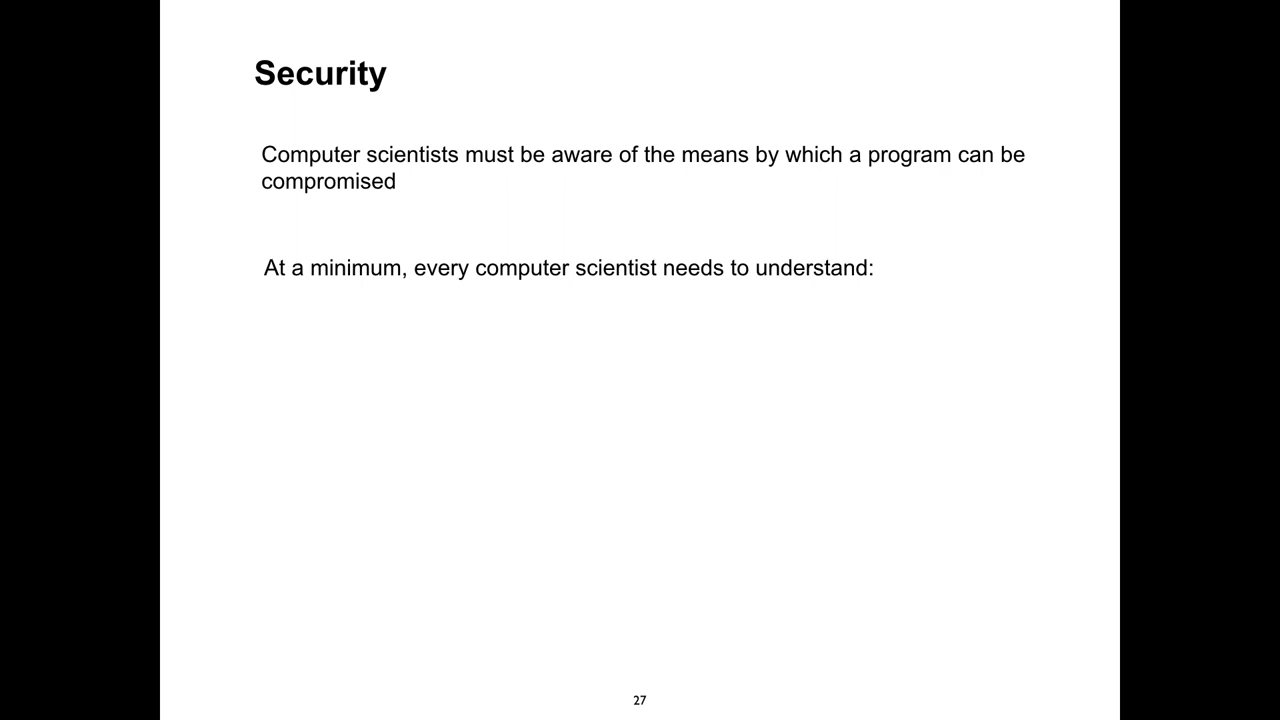 Security
Computer scientists must be aware of the means by which a program can be
compromised
At a minimum, every computer scientist needs to understand:
27